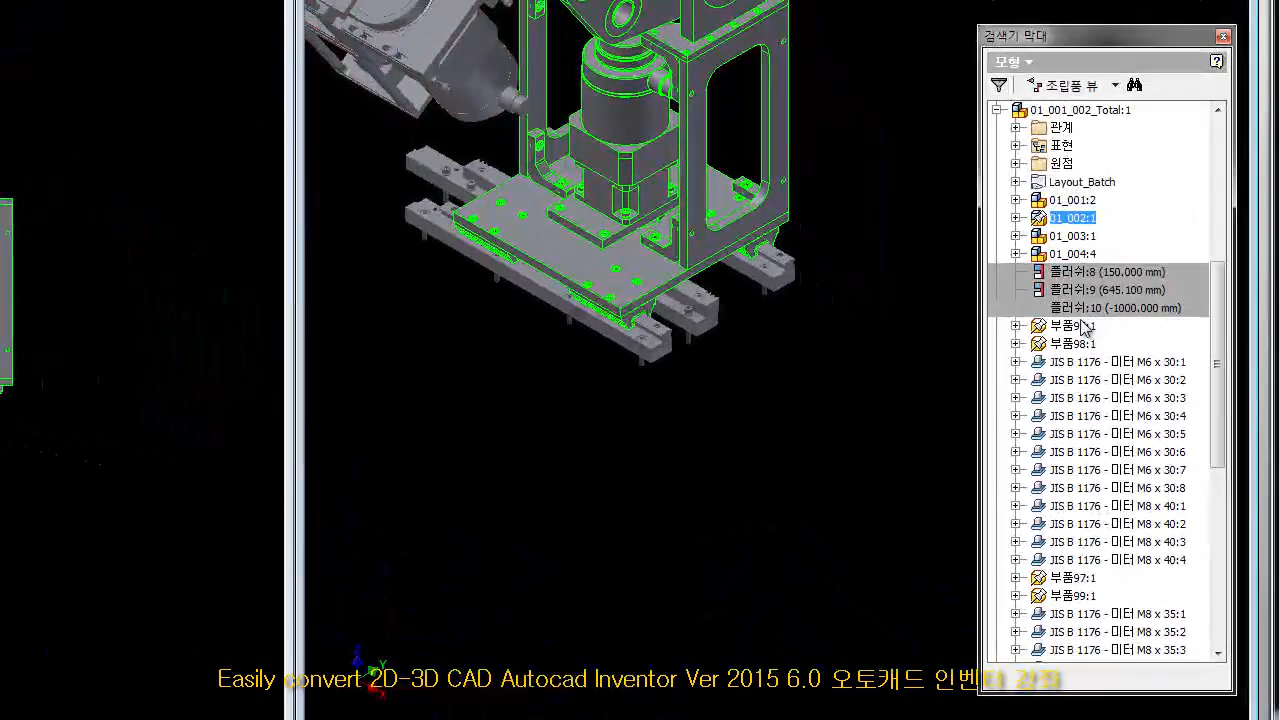 검색기 막대
모형
조립품 뷰
01_001_002_Total:1
관계
표현
원점
Layout_Batch
01_001:2
01_002:1
01_003:1
01_004:4
플러쉬:8 (150.000 mm)
플러쉬:9 (645.100 mm)
플러쉬:10 (-1000.000 mm)
부품98:1
JIS B 1176 - 미터 M6 x 30:1
JIS B 1176 - 미터 M6 x 30:2
JIS B 1176 - 미터 M6 x 30:3
JIS B 1176 - 미터 M6 x 30:4
JIS B 1176 - 미터 M6 x 30:5
JIS B 1176 - 미터 M6 x 30:6
JIS B 1176 - 미터 M6 x 30:7
JIS B 1176 - 미터 M6 x 30:8
JIS B 1176 - 미터 M8 x 40:1
JIS B 1176 - 미터 M8 x 40:2
JIS B 1176 - 미터 M8 x 40:3
JIS B 1176 - 미터 M8 x 40:4
부품97:1
부품99:1
JIS B 1176 - 미터 M8 x 35:1
JIS B 1176 - 미터 M8 x 35:2
JIS B 1176 - 미터 M8 x 35:3
Z
Y
X
Easily convert 2D-3D CAD Autocad Inventor Ver 2015 6.0 오토캐드 인벤터 강좌